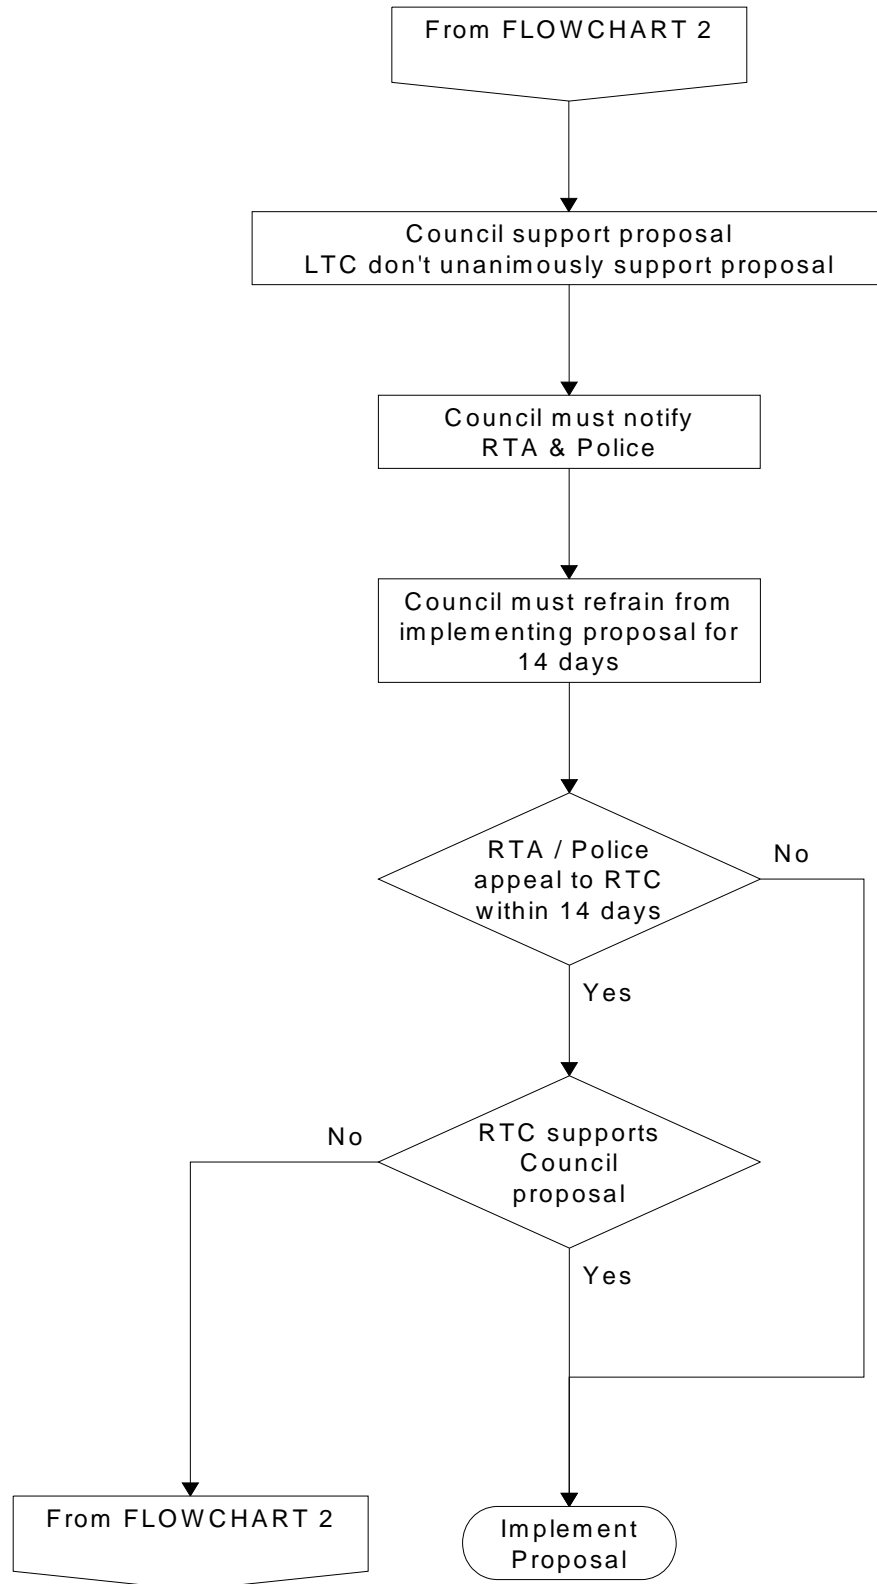 From FLOWCHART 2
Council support proposal
LTC don't unanimously support proposal
Council must notify
RTA & Police
Council must refrain from
implementing proposal for
14 days
RTA / Police
appeal to RTC
within 14 days
No
Yes
RTC supports
Council
proposal
No
Yes
From FLOWCHART 2
Implement
Proposal